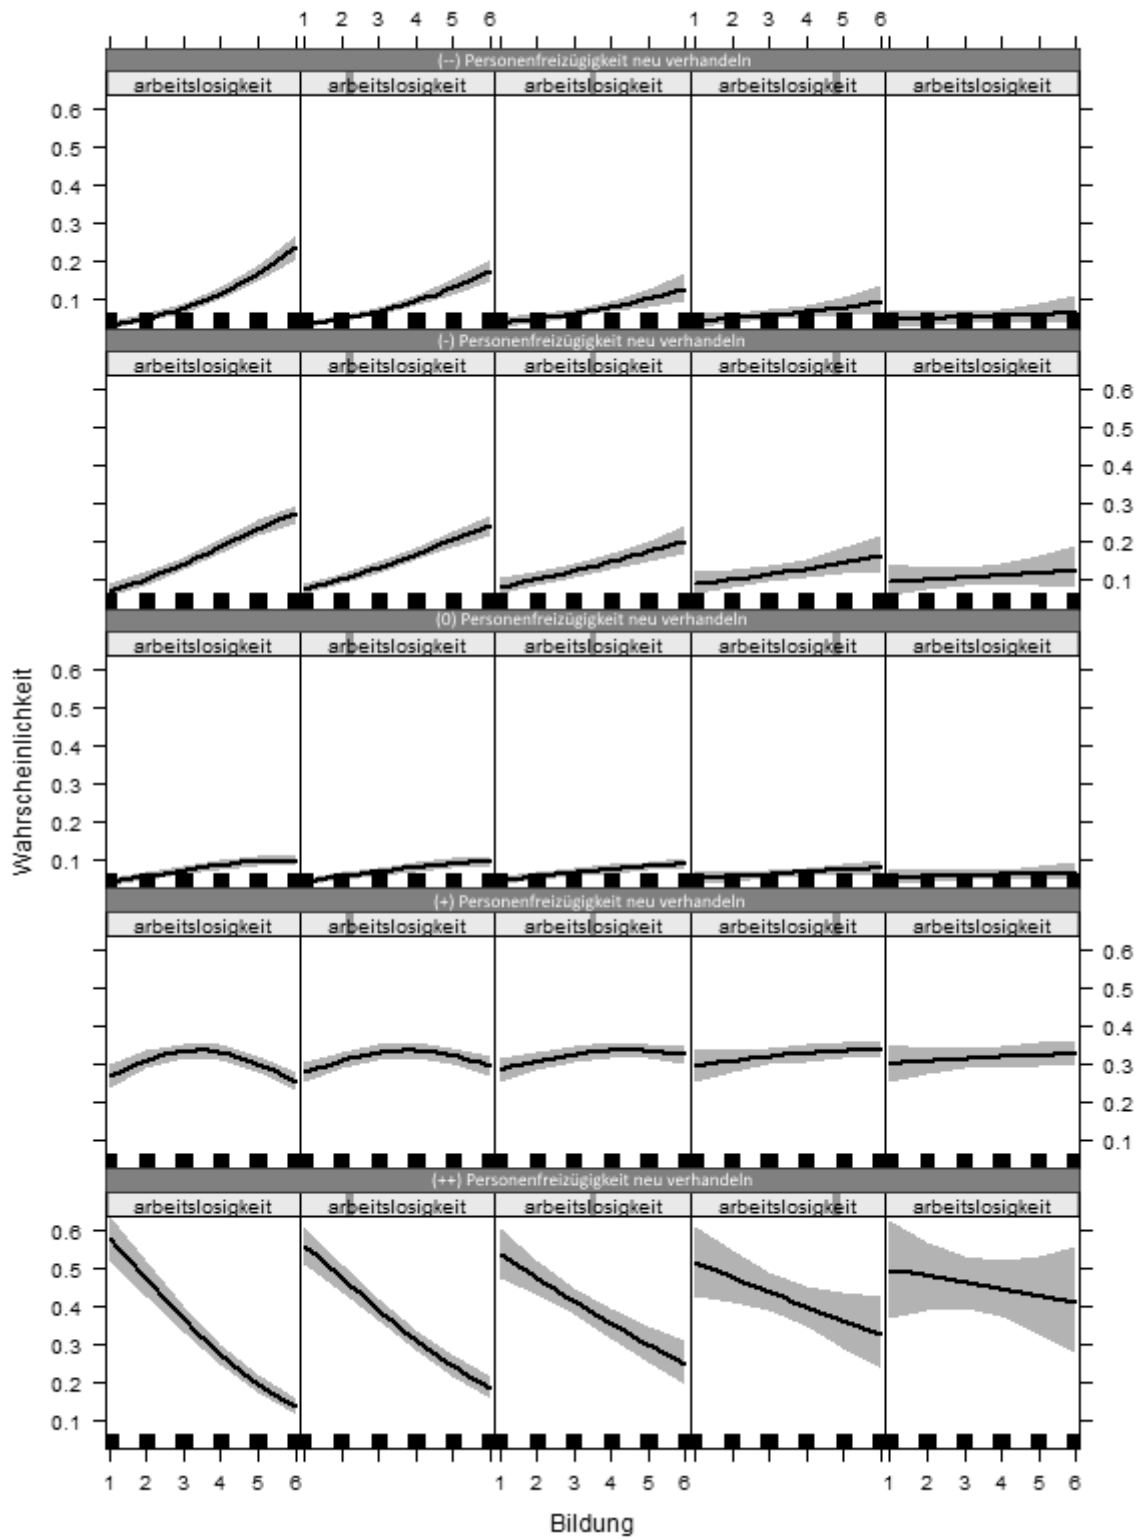 1 2 3 4 5 6 1 2 3 4 5 6
(--) Personenfreizügigkeit neu verhandeln
arbeitslosigkeit arbeitslosigkeit arbeitslosigkeit arbeitslosigkeit arbeitslosigkeit
0.6
0.5
0.4
0.3
0.2
0.1
(-) Personenfreizügigkeit neu verhandeln
arbeitslosigkeit arbeitslosigkeit arbeitslosigkeit arbeitslosigkeit arbeitslosigkeit
0.6
0.5
0.4
0.3
0.2
0.1
(0) Personenfreizügigkeit neu verhandeln
arbeitslosigkeit arbeitslosigkeit arbeitslosigkeit arbeitslosigkeit arbeitslosigkeit
0.6
0.5
0.4
0.3
0.2
0.1
Wahrscheinlichkeit
(+) Personenfreizügigkeit neu verhandeln
arbeitslosigkeit arbeitslosigkeit arbeitslosigkeit arbeitslosigkeit arbeitslosigkeit
0.6
0.5
0.4
0.3
0.2
0.1
(++) Personenfreizügigkeit neu verhandeln
arbeitslosigkeit arbeitslosigkeit arbeitslosigkeit arbeitslosigkeit arbeitslosigkeit
0.6
0.5
0.4
0.3
0.2
0.1
1 2 3 4 5 6 1 2 3 4 5 6 1 2 3 4 5 6
Bildung